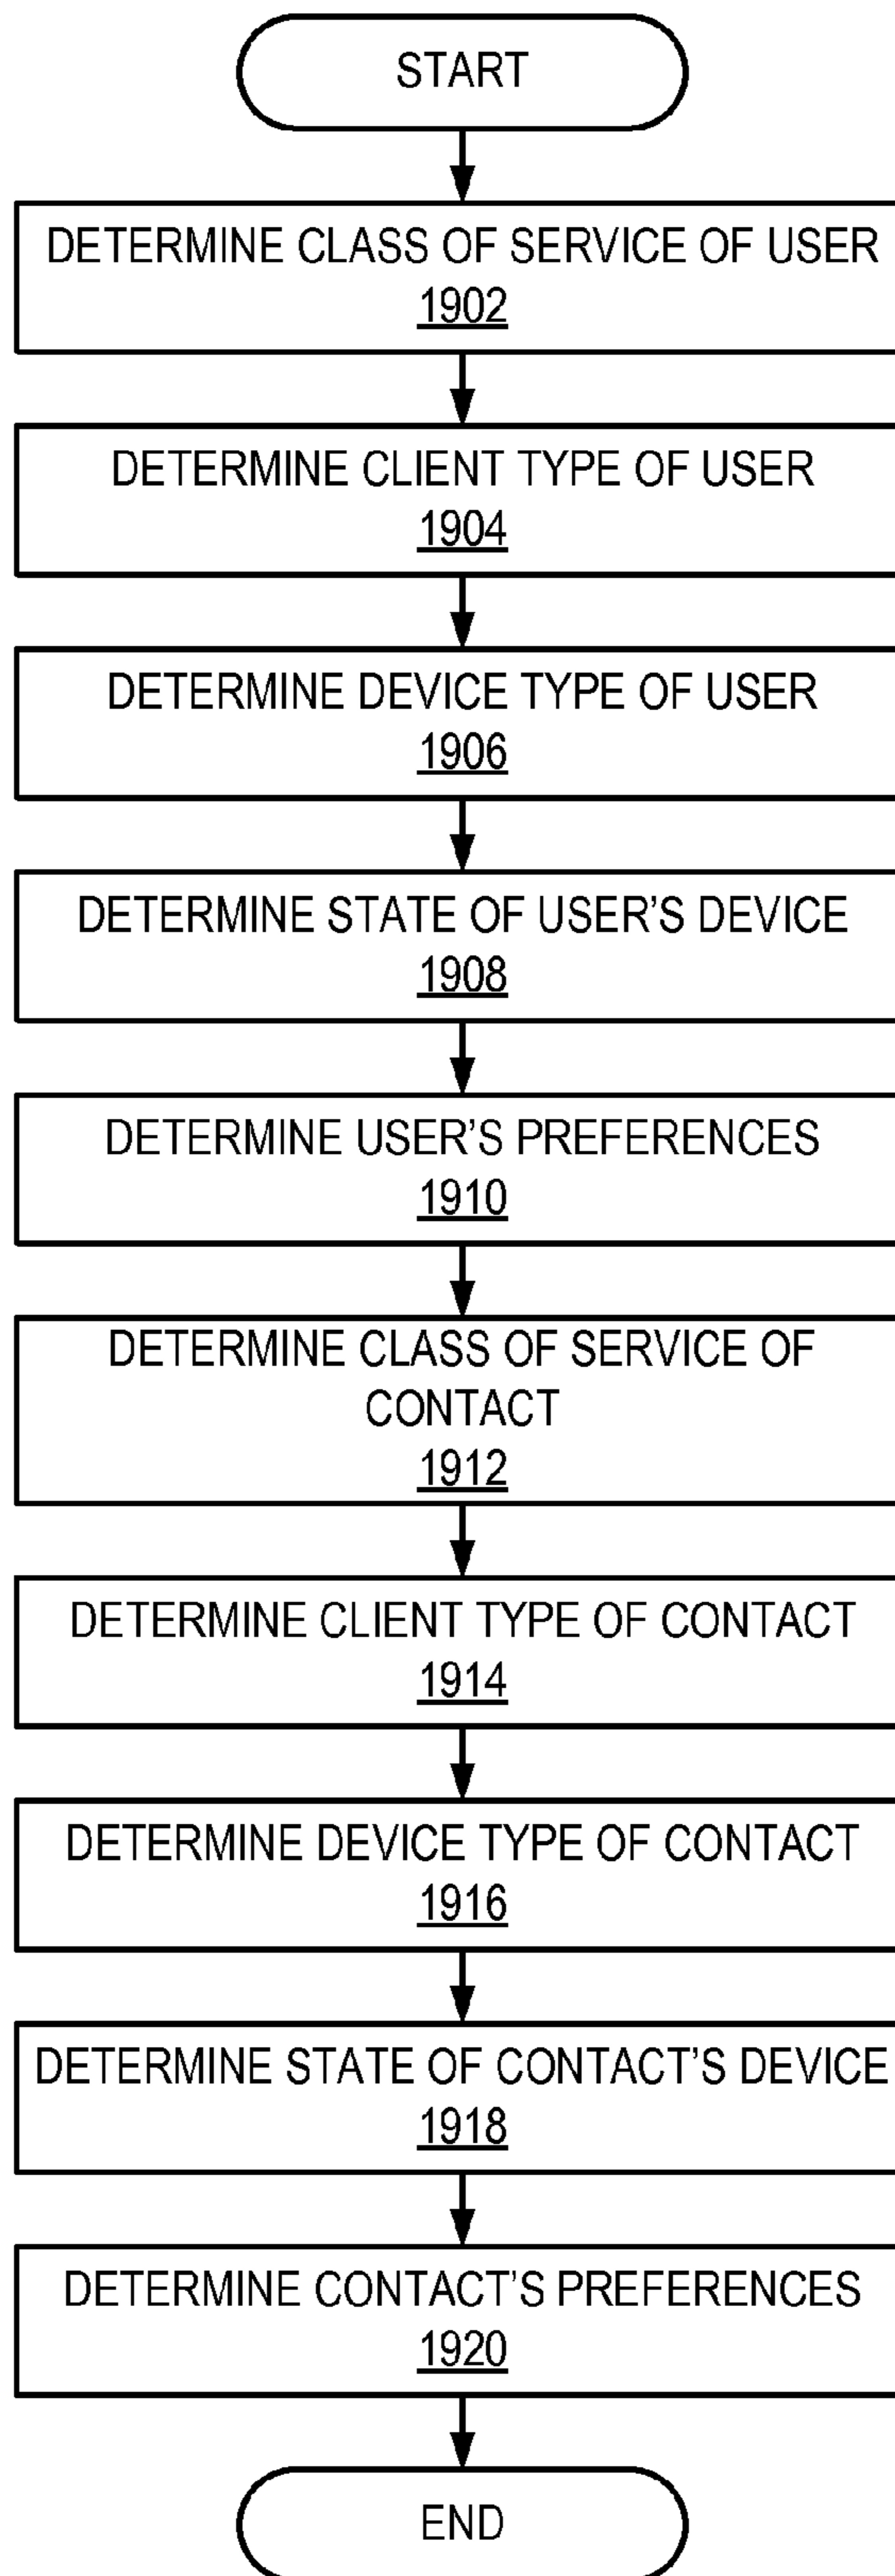 START
DETERMINE CLASS OF SERVICE OF USER
1902
DETERMINE CLIENT TYPE OF USER
1904
DETERMINE DEVICE TYPE OF USER
1906
DETERMINE STATE OF USER’S DEVICE
1908
DETERMINE USER’S PREFERENCES
1910
DETERMINE CLASS OF SERVICE OF
CONTACT
1912
DETERMINE CLIENT TYPE OF CONTACT
1914
DETERMINE DEVICE TYPE OF CONTACT
1916
DETERMINE STATE OF CONTACT’S DEVICE
1918
DETERMINE CONTACT’S PREFERENCES
1920
END